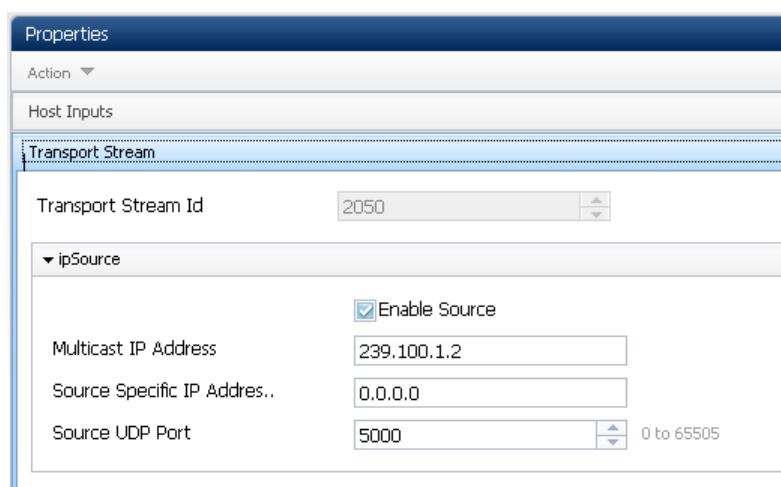 Properties
Action
Host Inputs
Transport Stream
Transport Stream Id 2050
ipSource
Enable Source
Multicast IP Address 239.100.1.2
Source Specific IP Addres.. 0.0.0.0
Source UDP Port 5000 0 to 65505